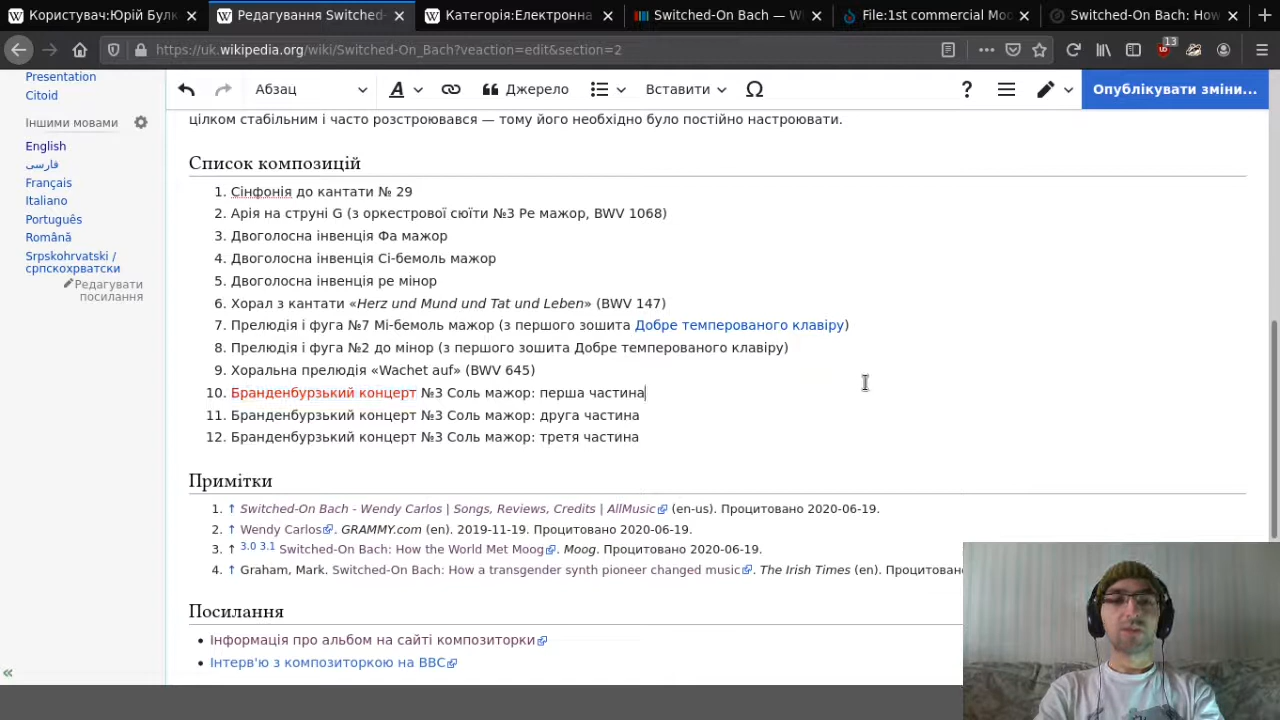 Користувач:Юрій Булк
Редагування Switched-
Категорія:Електронна
Switched-On Bach — W
File:1st commercial Moo
Switched-On Bach: How
https://uk.wikipedia.org/wiki/Switched-On_Bach?veaction=edit&section=2
13
Presentation
Citoid
Іншими мовами
English
فارسی
Français
Italiano
Português
Română
Srpskohrvatski /
српскохрватски
Редагувати
посилання
Абзац
A
Джерело
Вставити
Ω
?
Опублікувати зміни...
цілком стабільним і часто розстроювався — тому його необхідно було постійно настроювати.
Список композицій
1. Сінфонія до кантати № 29
2. Арія на струні G (з оркестрової сюїти №3 Ре мажор, BWV 1068)
3. Двоголосна інвенція Фа мажор
4. Двоголосна інвенція Сі-бемоль мажор
5. Двоголосна інвенція ре мінор
6. Хорал з кантати «Herz und Mund und Tat und Leben» (BWV 147)
7. Прелюдія і фуга №7 Мі-бемоль мажор (з першого зошита Добре темперованого клавіру)
8. Прелюдія і фуга №2 до мінор (з першого зошита Добре темперованого клавіру)
9. Хоральна прелюдія «Wachet auf» (BWV 645)
10. Бранденбурзький концерт №3 Соль мажор: перша частина
11. Бранденбурзький концерт №3 Соль мажор: друга частина
12. Бранденбурзький концерт №3 Соль мажор: третя частина
Примітки
1. ↑ Switched-On Bach - Wendy Carlos | Songs, Reviews, Credits | AllMusic (en-us). Процитовано 2020-06-19.
2. ↑ Wendy Carlos. GRAMMY.com (en). 2019-11-19. Процитовано 2020-06-19.
3. ↑ 3.0 3.1 Switched-On Bach: How the World Met Moog. Moog. Процитовано 2020-06-19.
4. ↑ Graham, Mark. Switched-On Bach: How a transgender synth pioneer changed music. The Irish Times (en). Процитован
Посилання
• Інформація про альбом на сайті композиторки
• Інтерв'ю з композиторкою на BBC
«